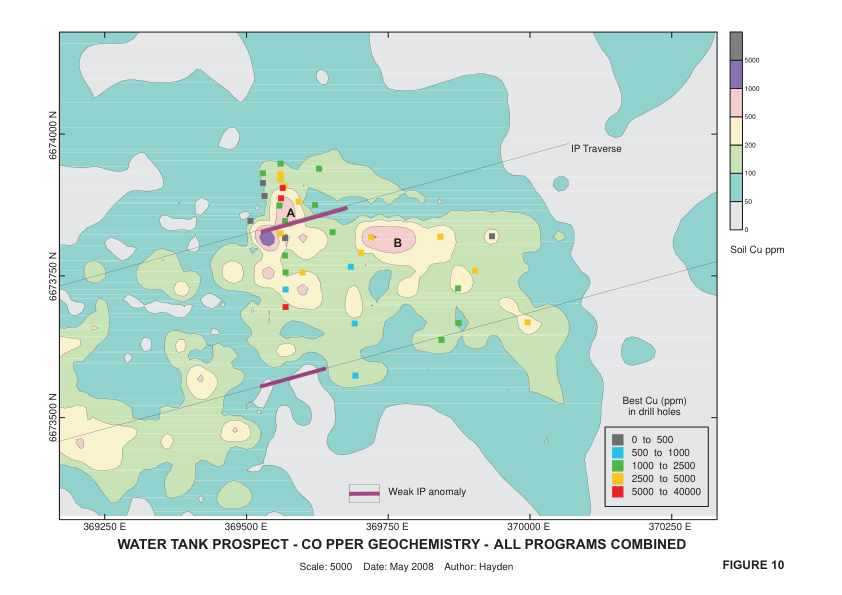 5000
1000
500
200
100
50
0
Soil Cu ppm
6674000 N
6673750 N
6673500 N
IP Traverse
A
B
Best Cu (ppm)
in drill holes
0 to 500
500 to 1000
1000 to 2500
2500 to 5000
5000 to 40000
Weak IP anomaly
369250 E
369500 E
369750 E
370000 E
370250 E
WATER TANK PROSPECT - CO PPER GEOCHEMISTRY - ALL PROGRAMS COMBINED
Scale: 5000 Date: May 2008 Author: Hayden
FIGURE 10